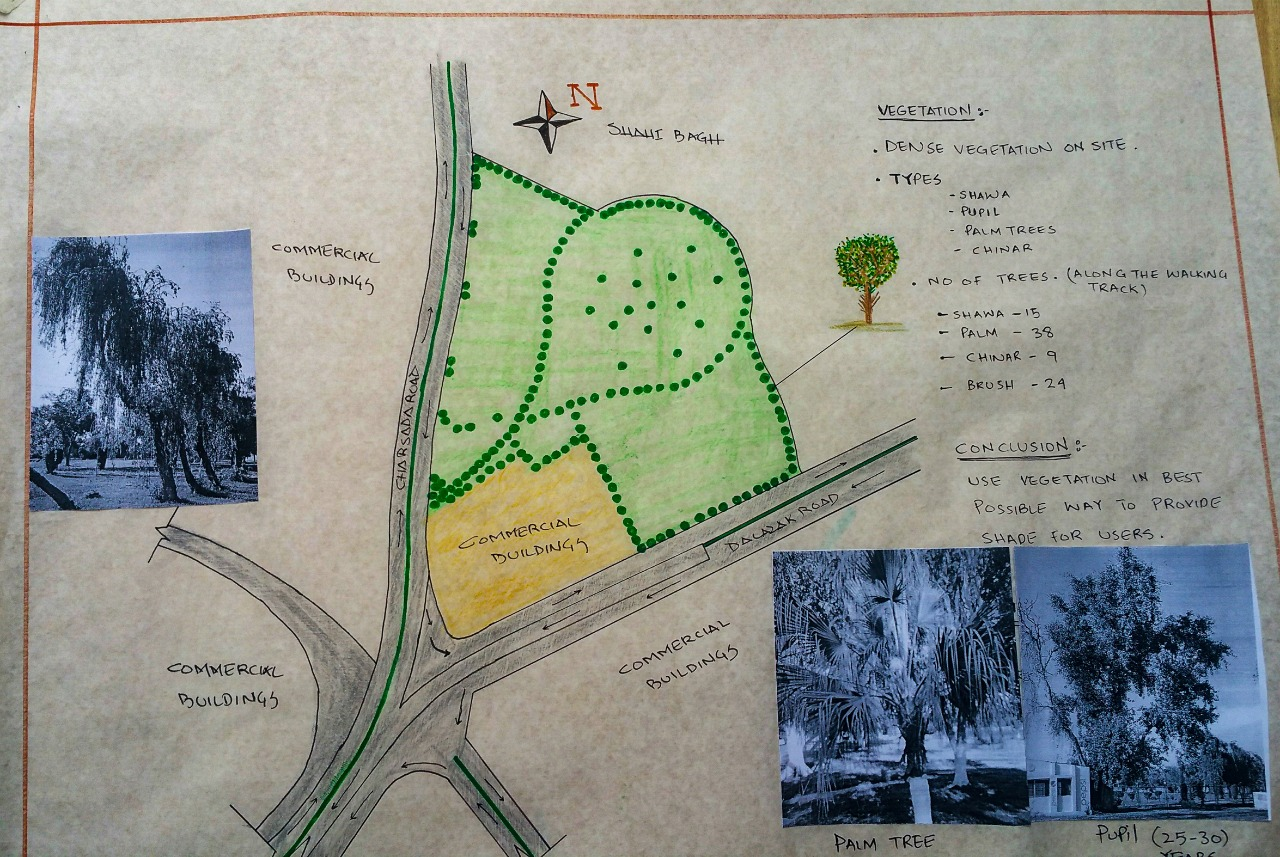 N
SHAHI BAGH
COMMERCIAL
BUILDINGS
CHARSADA ROAD
COMMERCIAL
BUILDINGS
DALAZAK ROAD
COMMERCIAL
BUILDINGS
COMMERCIAL
BUILDINGS
VEGETATION :-
. DENSE VEGETATION ON SITE.
. TYPES
- SHAWA
- PUPIL
- PALM TREES
- CHINAR
. NO OF TREES. (ALONG THE WALKING
TRACK)
- SHAWA - 15
- PALM - 38
- CHINAR - 9
- BRUSH - 24
CONCLUSION :-
USE VEGETATION IN BEST
POSSIBLE WAY TO PROVIDE
SHADE FOR USERS.
PALM TREE
PUPIL (25-30)
YEARS